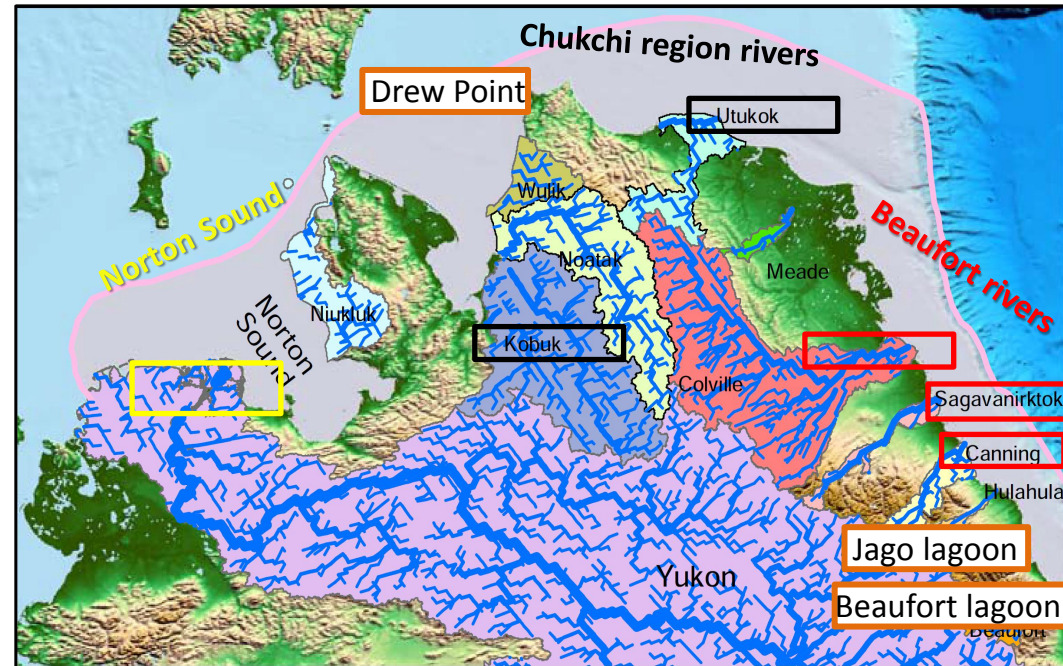 Chukchi region rivers
Drew Point
Utukok
Wulik
Norton Sound
Beaufort rivers
Noatak
Meade
Niukluk
Norton
Sound
Kobuk
Colville
Sagavanirktok
Canning
Hulahula
Jago lagoon
Yukon
Beaufort lagoon
Beaufort